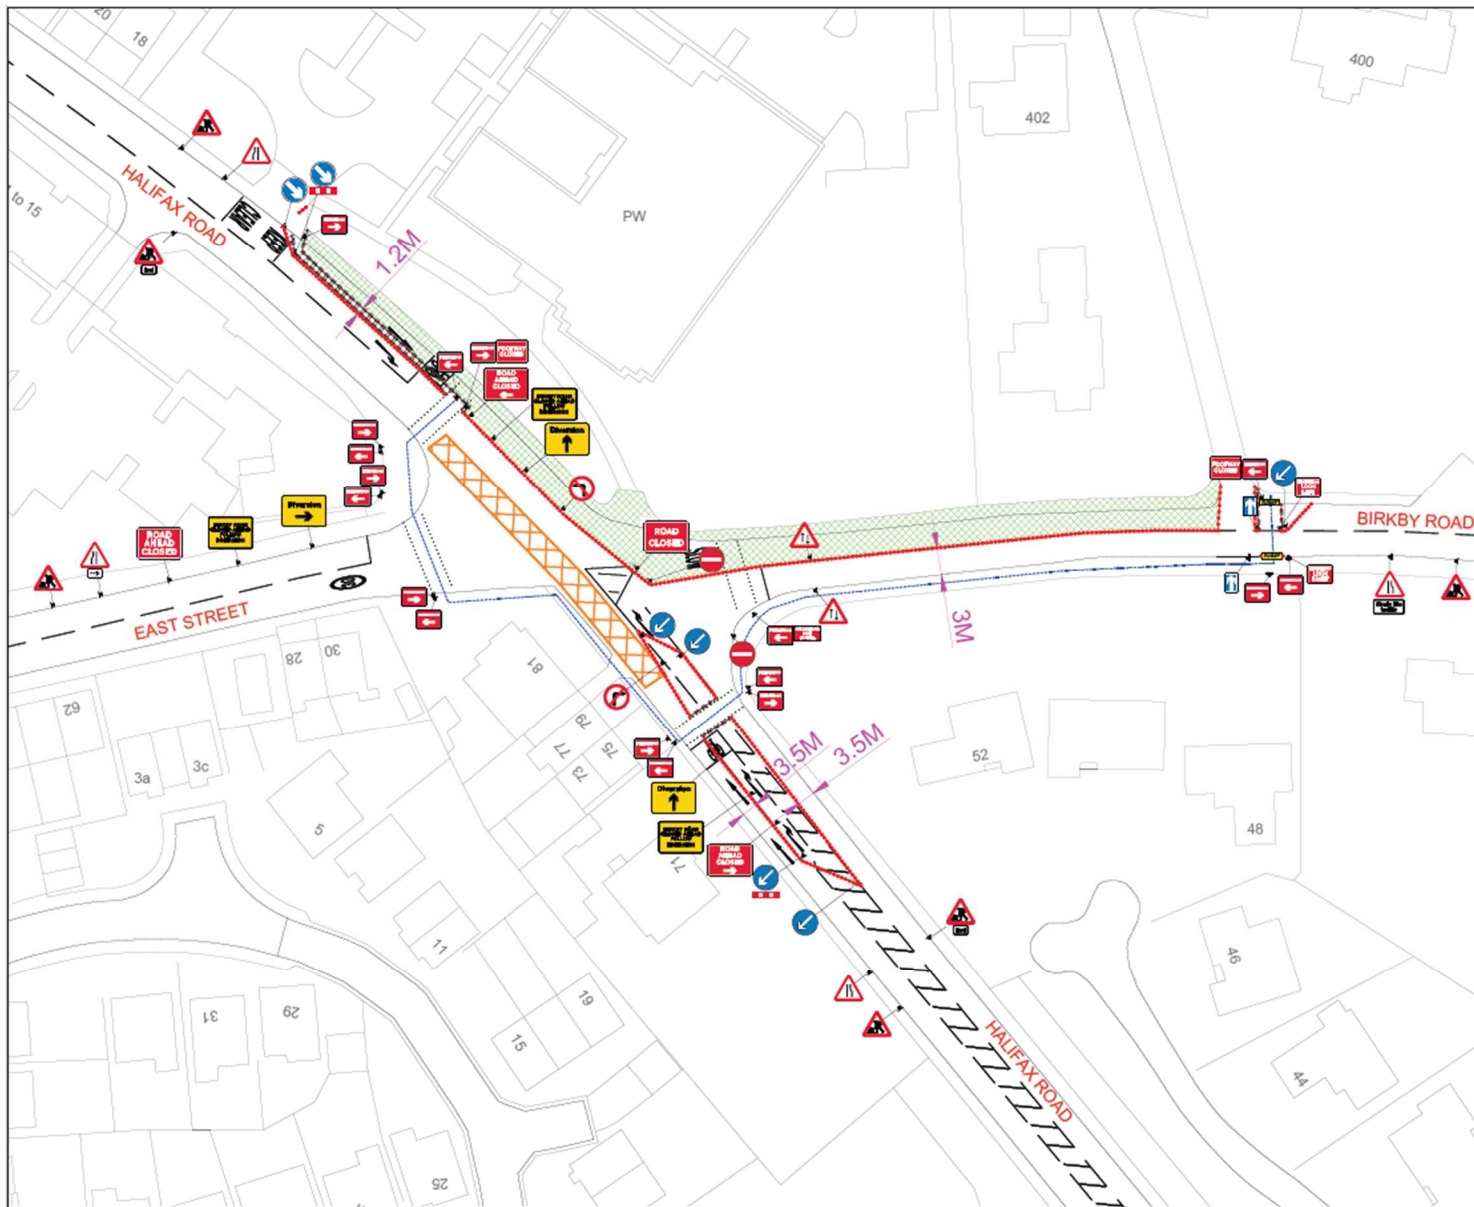 20
18
400
402
HALIFAX ROAD
to 15
PW
1.2M
ROAD
AHEAD
CLOSED
Diversion
ROAD
CLOSED
Diversion
ROAD
AHEAD
CLOSED
BIRKBY ROAD
EAST STREET
30
28
81
3M
62
79
77
75
73
3a
3c
52
3.5M
3.5M
5
48
Diversion
71
ROAD
AHEAD
CLOSED
11
46
19
31
29
15
HALIFAX ROAD
44
25